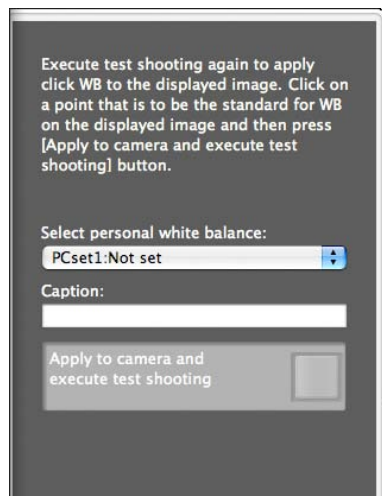 Execute test shooting again to apply
click WB to the displayed image. Click on
a point that is to be the standard for WB
on the displayed image and then press
[Apply to camera and execute test
shooting] button.
Select personal white balance:
PCset1:Not set
Caption:
Apply to camera and
execute test shooting